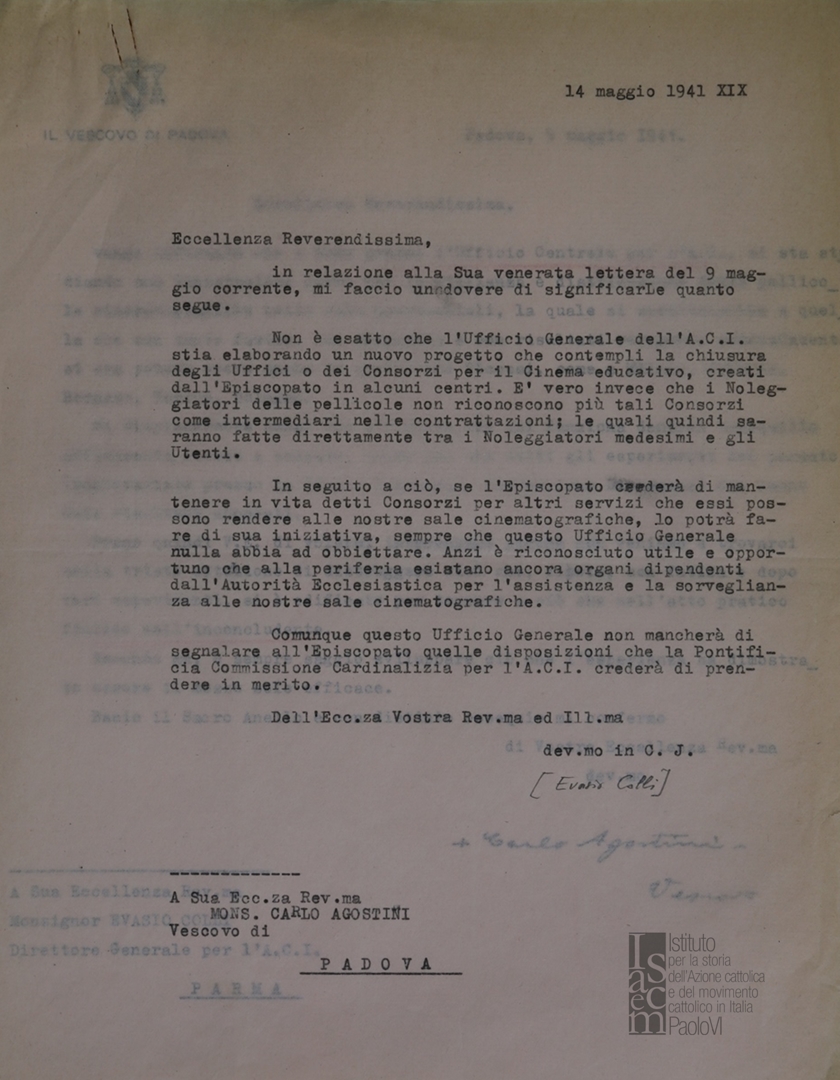 14 maggio 1941 XIX
IL VESCOVO DI PADOVA
Eccellenza Reverendissima,
in relazione alla Sua venerata lettera del 9 mag-
gio corrente, mi faccio un dovere di significarLe quanto
segue.
Non è esatto che l'Ufficio Generale dell'A.C.I.
stia elaborando un nuovo progetto che contempli la chiusura
degli Uffici o dei Consorzi per il Cinema educativo, creati
dall'Episcopato in alcuni centri. E' vero invece che i Noleg-
giatori delle pellicole non riconoscono più tali Consorzi
come intermediari nelle contrattazioni; le quali quindi sa-
ranno fatte direttamente tra i Noleggiatori medesimi e gli
Utenti.
In seguito a ciò, se l'Episcopato crederà di man-
tenere in vita detti Consorzi per altri servizi che essi pos-
sono rendere alle nostre sale cinematografiche, lo potrà fa-
re di sua iniziativa, sempre che questo Ufficio Generale
nulla abbia ad obbiettare. Anzi è riconosciuto utile e oppor-
tuno che alla periferia esistano ancora organi dipendenti
dall'Autorità Ecclesiastica per l'assistenza e la sorveglian-
za alle nostre sale cinematografiche.
Comunque questo Ufficio Generale non mancherà di
segnalare all'Episcopato quelle disposizioni che la Pontifi-
cia Commissione Cardinalizia per l'A.C.I. crederà di pren-
dere in merito.
Dell'Ecc.za Vostra Rev.ma ed Ill.ma
dev.mo in C. J.
[Evasio Colli]
+ Carlo Agostini
Vescovo
A Sua Ecc.za Rev.ma
MONS. CARLO AGOSTINI
Vescovo di
PADOVA
Monsignor EVASIO COLLI
Direttore Generale per l'A.C.I.
PARMA
Isacem
Istituto
per la storia
dell'Azione cattolica
e del movimento
cattolico in Italia
PaoloVI